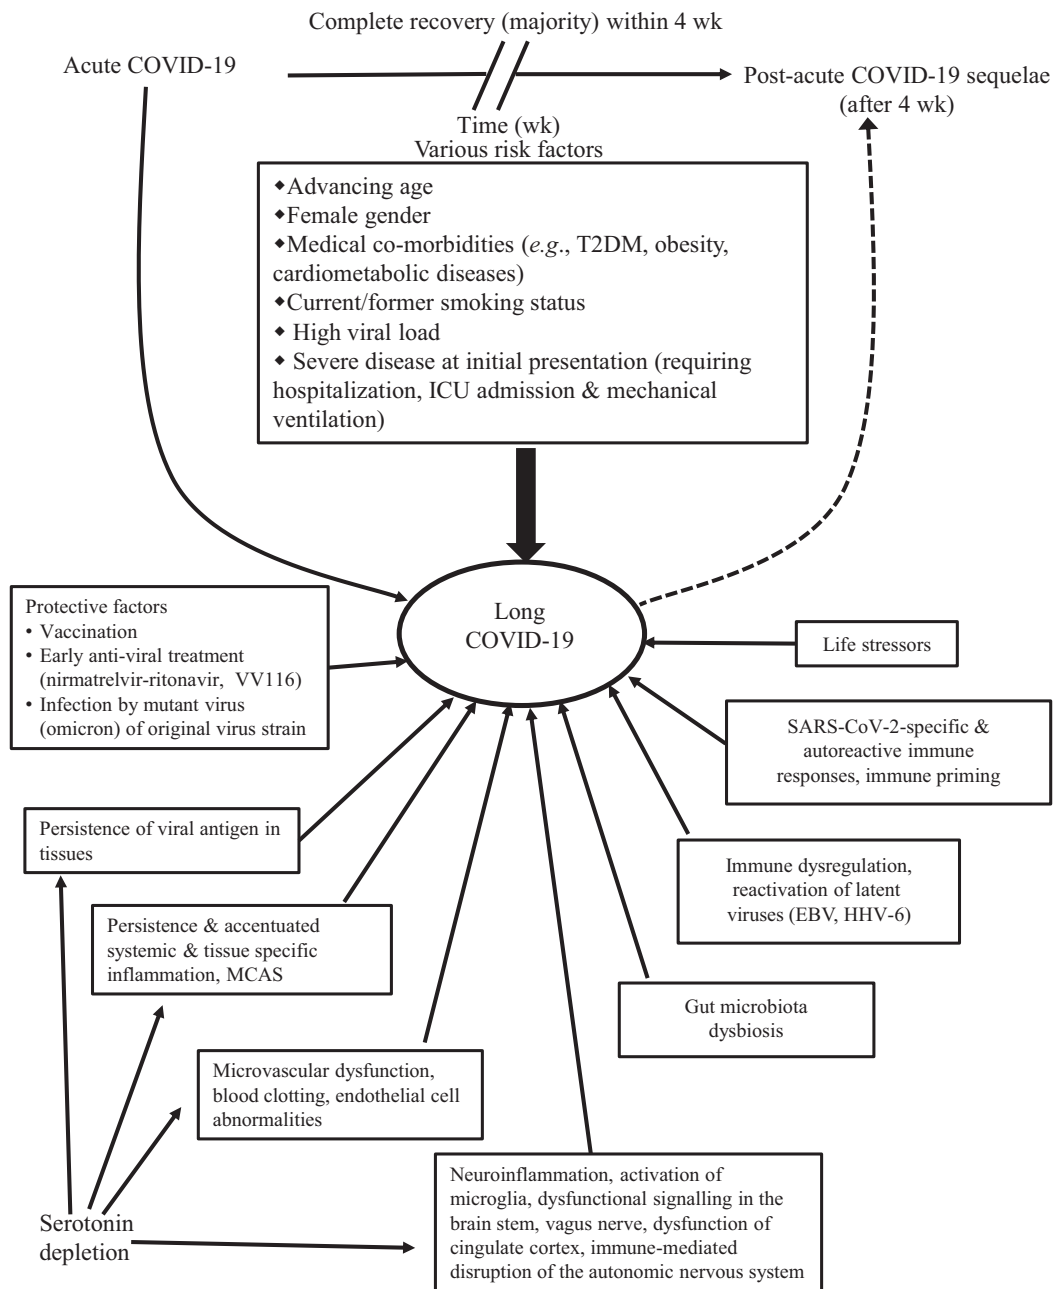 Complete recovery (majority) within 4 wk
Acute COVID-19
Post-acute COVID-19 sequelae
(after 4 wk)
Time (wk)
Various risk factors
◆Advancing age
◆Female gender
◆Medical co-morbidities (e.g., T2DM, obesity,
cardiometabolic diseases)
◆Current/former smoking status
◆ High viral load
◆ Severe disease at initial presentation (requiring
hospitalization, ICU admission & mechanical
ventilation)
Long
COVID-19
Protective factors
• Vaccination
• Early anti-viral treatment
(nirmatrelvir-ritonavir, VV116)
• Infection by mutant virus
(omicron) of original virus strain
Life stressors
SARS-CoV-2-specific &
autoreactive immune
responses, immune priming
Persistence of viral antigen in
tissues
Immune dysregulation,
reactivation of latent
viruses (EBV, HHV-6)
Persistence & accentuated
systemic & tissue specific
inflammation, MCAS
Gut microbiota
dysbiosis
Microvascular dysfunction,
blood clotting, endothelial cell
abnormalities
Neuroinflammation, activation of
microglia, dysfunctional signalling in the
brain stem, vagus nerve, dysfunction of
cingulate cortex, immune-mediated
disruption of the autonomic nervous system
Serotonin
depletion